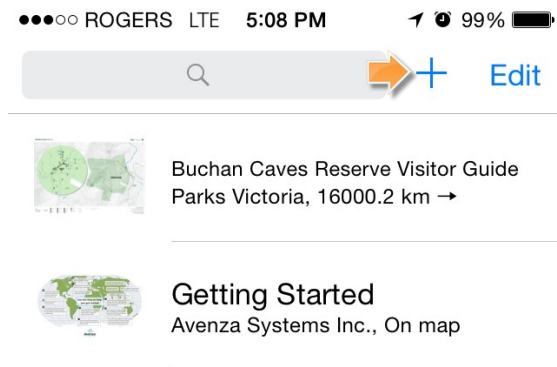 ROGERS LTE 5:08 PM 99%
+ Edit
Buchan Caves Reserve Visitor Guide
Parks Victoria, 16000.2 km →
Getting Started
Avenza Systems Inc., On map